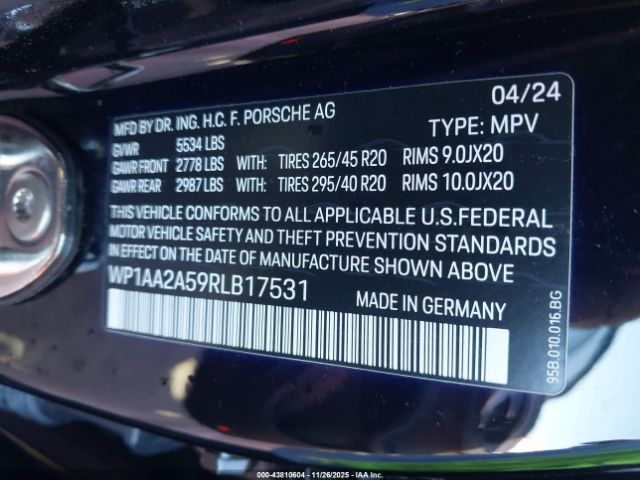 04/24
MFD BY DR. ING. H.C. F. PORSCHE AG
TYPE: MPV
GVWR 5534 LBS
GAWR FRONT 2778 LBS WITH: TIRES 265/45 R20 RIMS 9.0JX20
GAWR REAR 2987 LBS WITH: TIRES 295/40 R20 RIMS 10.0JX20
THIS VEHICLE CONFORMS TO ALL APPLICABLE U.S.FEDERAL
MOTOR VEHICLE SAFETY AND THEFT PREVENTION STANDARDS
IN EFFECT ON THE DATE OF MANUFACTURE SHOWN ABOVE
WP1AA2A59RLB17531
MADE IN GERMANY
95B.010.016.BG
000-43810604 | 11/26/2025 | IAAI.com